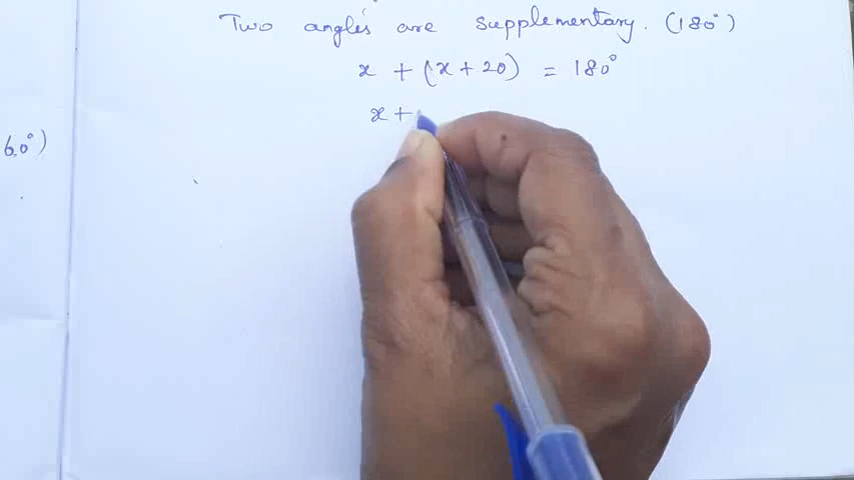 Two angles are supplementary. (180°)
x + (x + 20) = 180°
x +
60°)